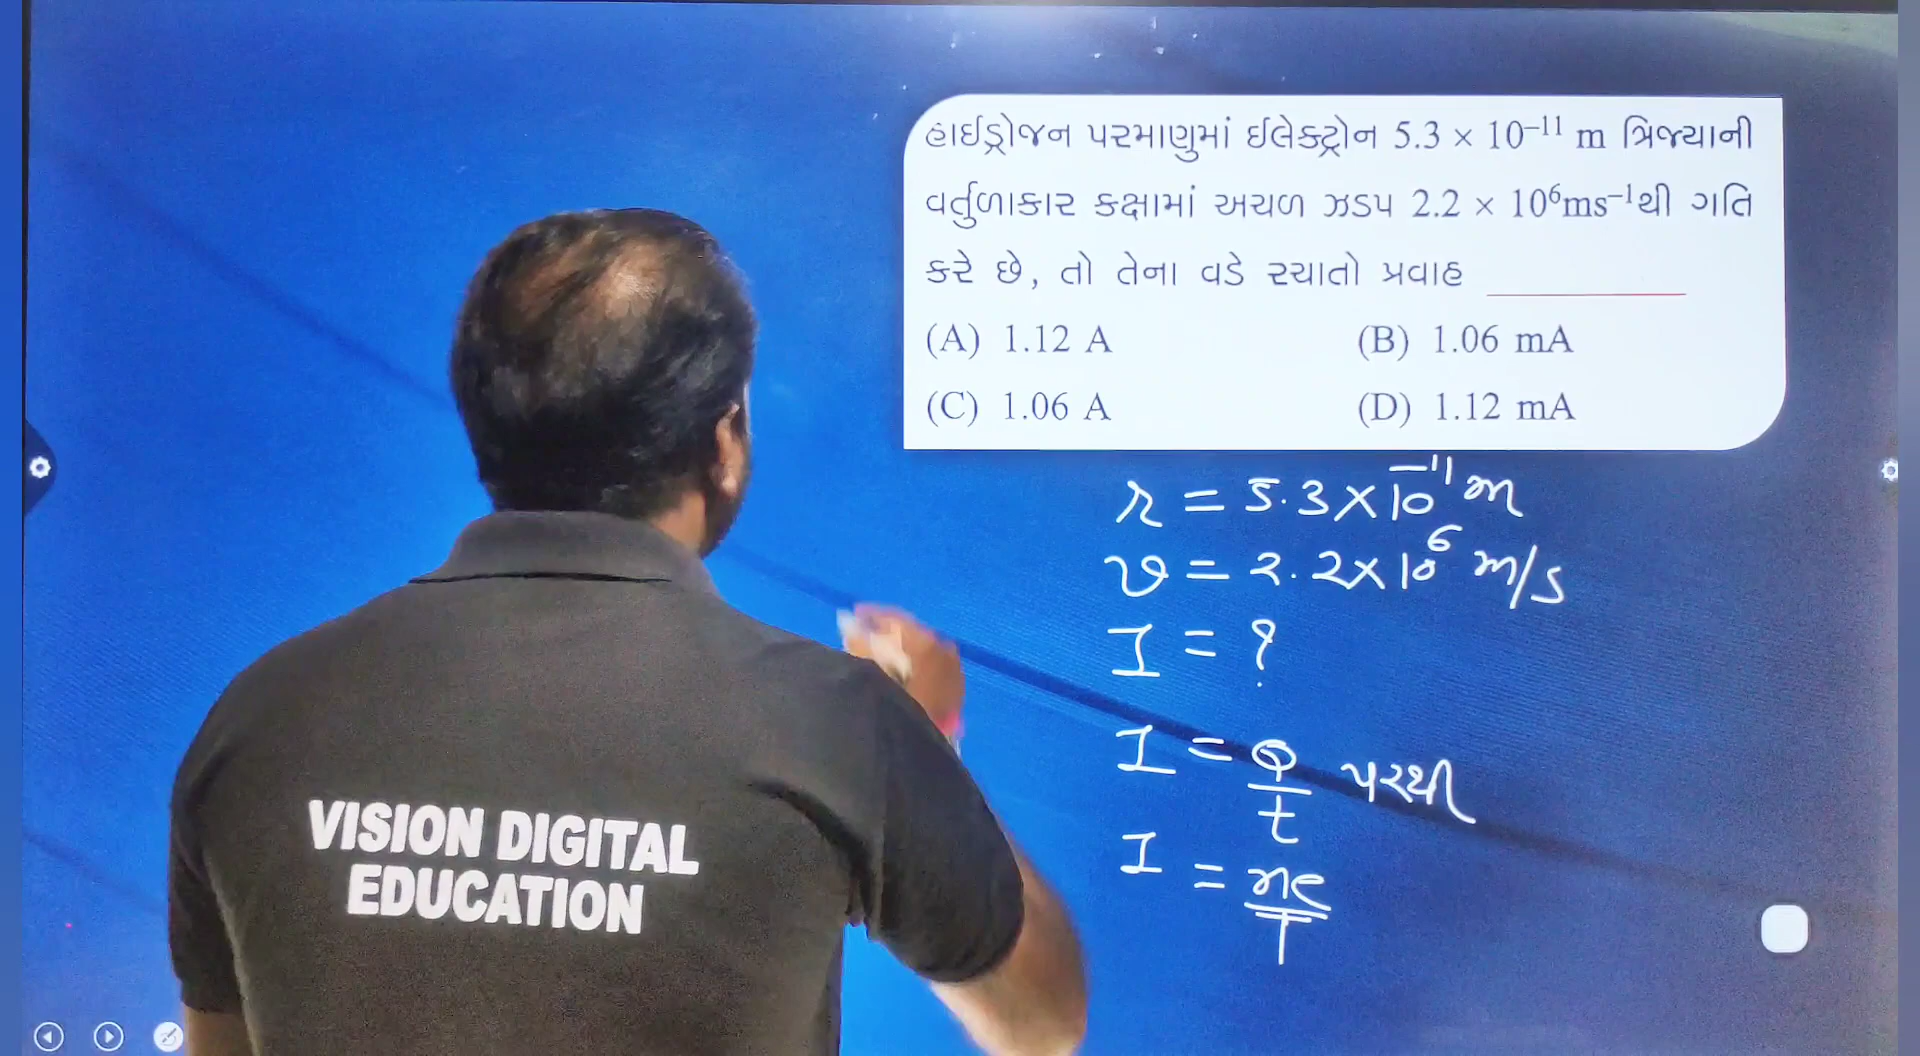 હાઈડ્રોજન પરમાણુમાં ઈલેક્ટ્રોન 5.3 × 10⁻¹¹ m ત્રિજ્યાની
વર્તુળાકાર કક્ષામાં અચળ ઝડપ 2.2 × 10⁶ms⁻¹થી ગતિ
કરે છે, તો તેના વડે રચાતો પ્રવાહ __________
(A) 1.12 A (B) 1.06 mA
(C) 1.06 A (D) 1.12 mA
r = 5.3 × 10⁻¹¹ m
v = 2.2 × 10⁶ m/s
I = ?
I = Q/t પરથી
I = ne/T
VISION DIGITAL
EDUCATION